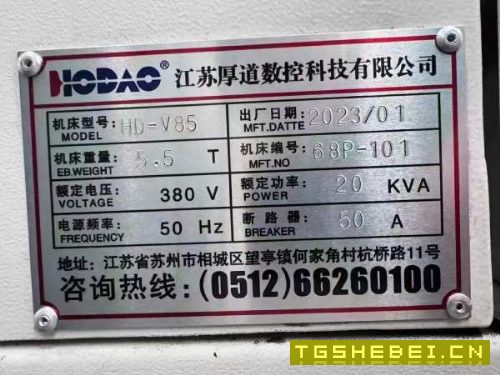 HODAO® 江苏厚道数控科技有限公司
机床型号: HD-V85 出厂日期: 2023/01
MODEL MFT.DATTE
机床重量: 5.5 T 机床编号: 68P-101
EB.WEIGHT MFT.NO
额定电压: 380 V 额定功率: 20 KVA
VOLTAGE POWER
电源频率: 50 Hz 断路器: 50 A
FREQUENCY BREAKER
地址: 江苏省苏州市相城区望亭镇何家角村杭桥路11号
咨询热线: (0512)66260100
TGSHEBEI.CN